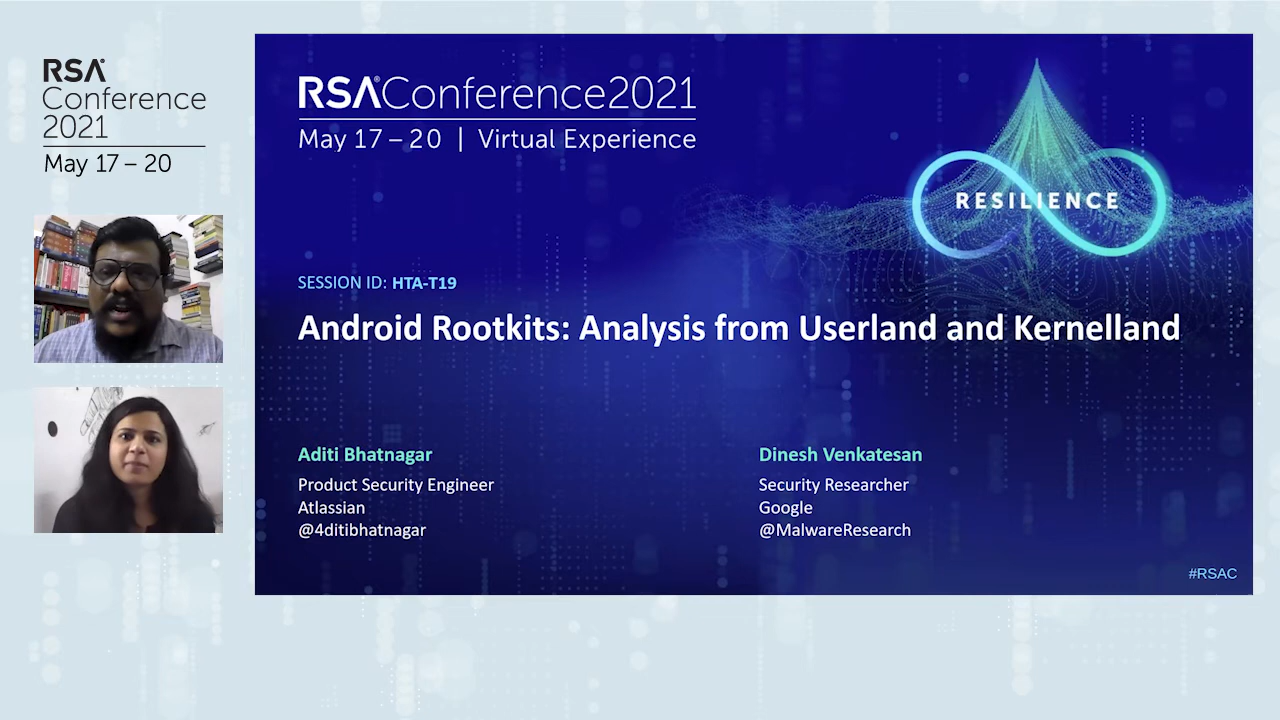 RSA
Conference
2021
May 17 – 20
RSAConference2021
May 17 – 20 | Virtual Experience
RESILIENCE
SESSION ID: HTA-T19
Android Rootkits: Analysis from Userland and Kernelland
Aditi Bhatnagar
Product Security Engineer
Atlassian
@4ditibhatnagar
Dinesh Venkatesan
Security Researcher
Google
@MalwareResearch
#RSAC